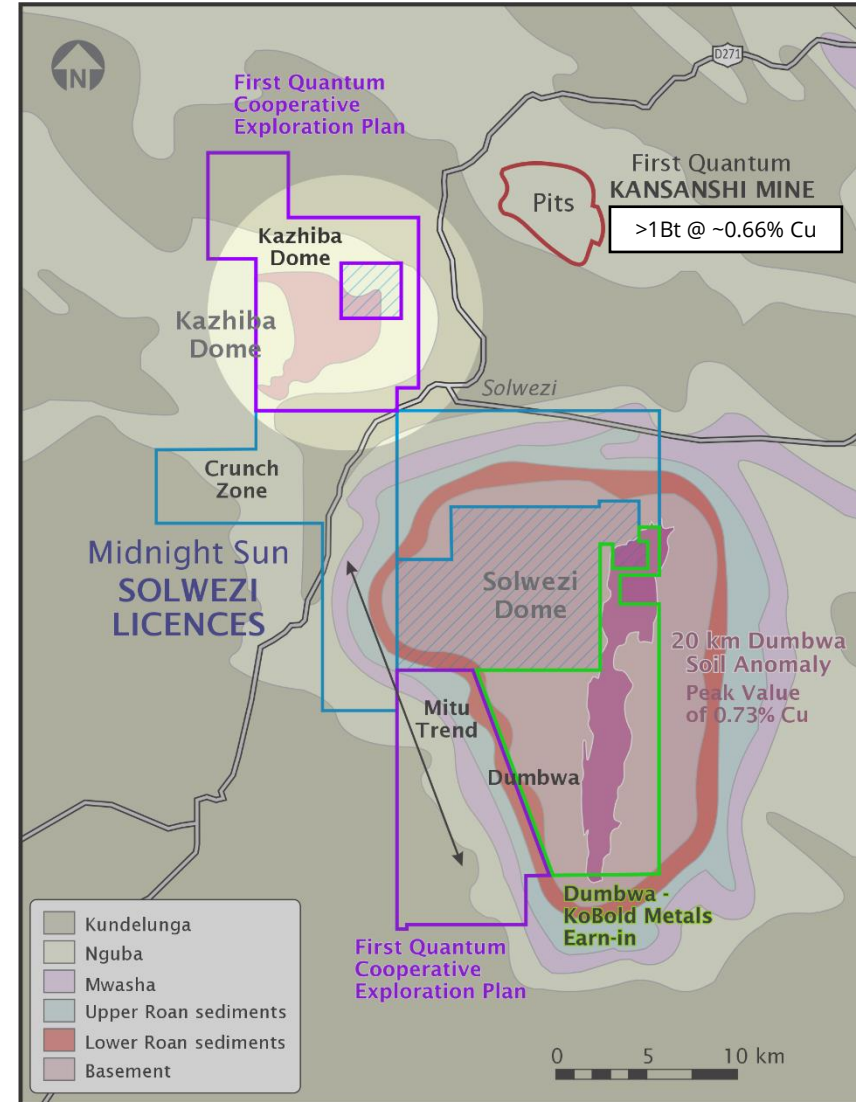 N
D271
First Quantum
Cooperative
Exploration Plan
First Quantum
KANSANSHI MINE
>1Bt @ ~0.66% Cu
Pits
Kazhiba
Dome
Kazhiba
Dome
Solwezi
Crunch
Zone
Midnight Sun
SOLWEZI
LICENCES
Solwezi
Dome
20 km Dumbwa
Soil Anomaly
Peak Value
of 0.73% Cu
Mitu
Trend
Dumbwa
Dumbwa -
KoBold Metals
Earn-in
First Quantum
Cooperative
Exploration Plan
Kundelunga
Nguba
Mwasha
Upper Roan sediments
Lower Roan sediments
Basement
0 5 10 km